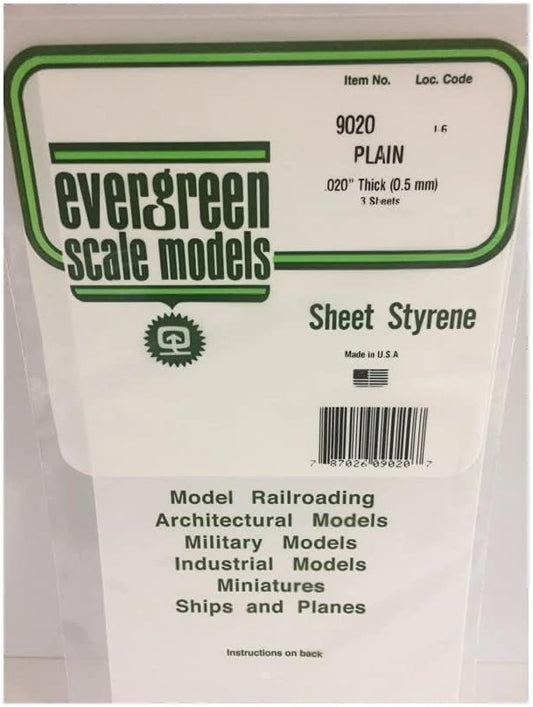 Item No. Loc. Code
9020 L6
PLAIN
.020" Thick (0.5 mm)
3 Sheets
evergreen
scale models
Sheet Styrene
Made in U.S.A
7 87026 09020 7
Model Railroading
Architectural Models
Military Models
Industrial Models
Miniatures
Ships and Planes
Instructions on back